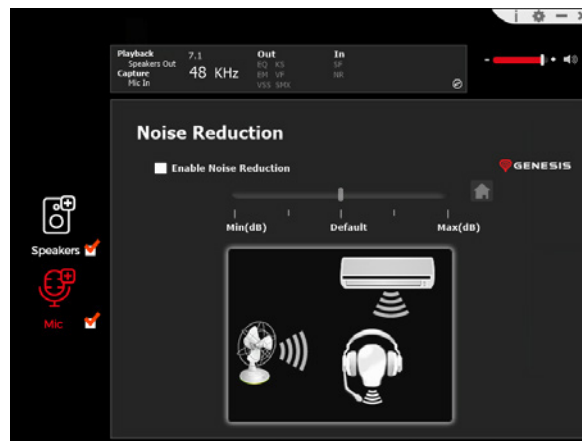 Playback 7.1 Out In
Speakers Out EQ KS SF
Capture 48 KHz EM VF NR
Mic In VSS SMX
Noise Reduction
Enable Noise Reduction
GENESIS
Min(dB) Default Max(dB)
Speakers
Mic